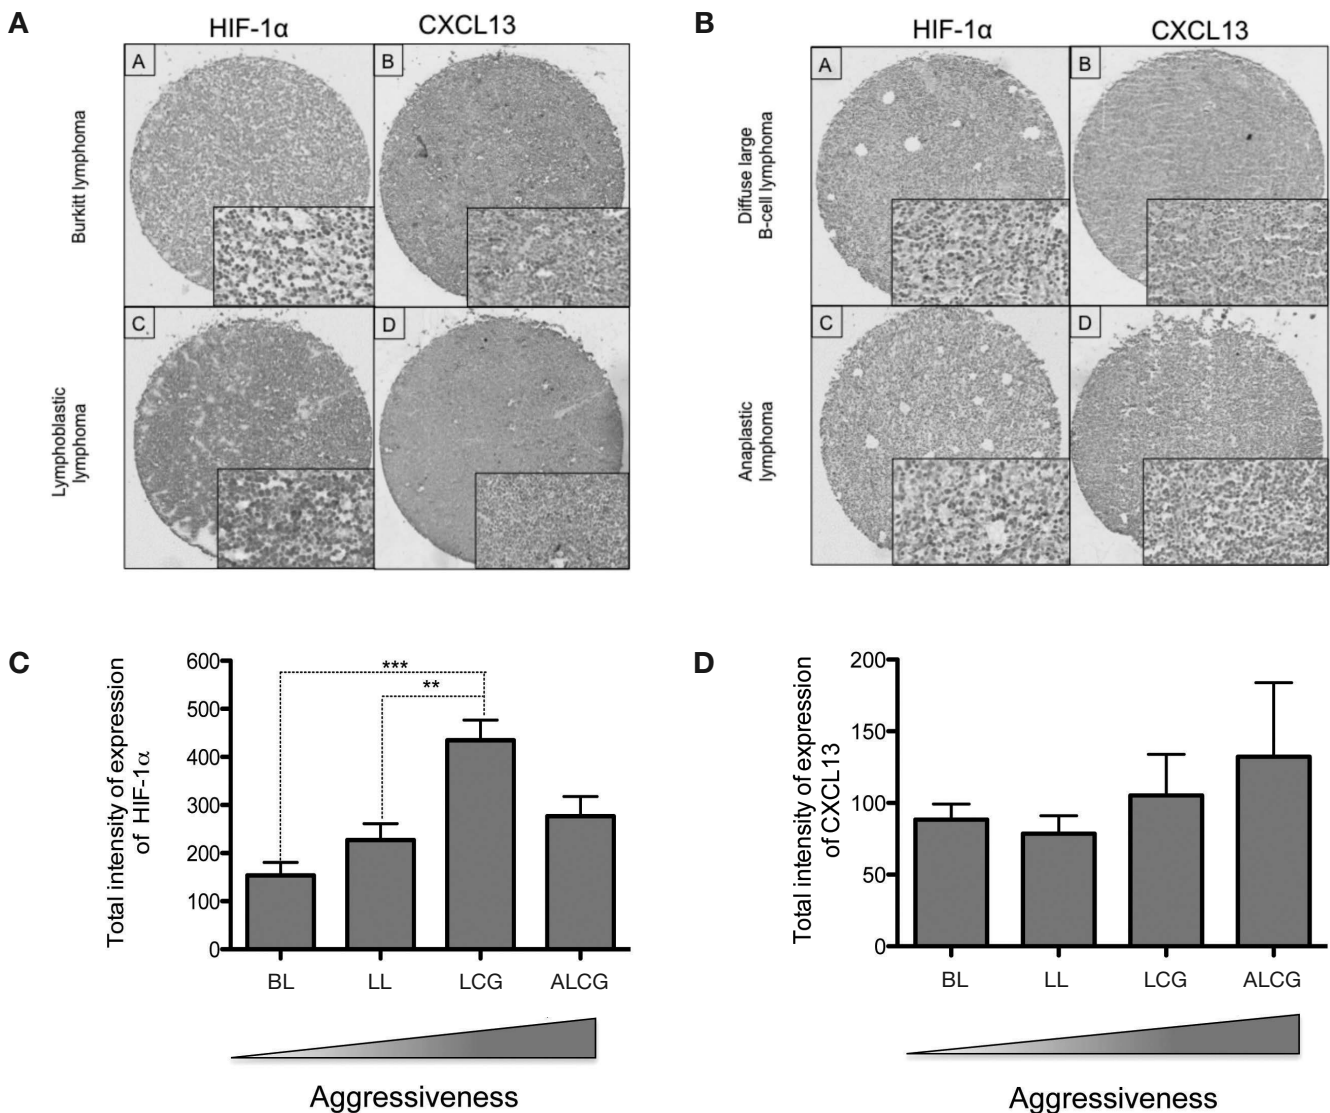 A
HIF-1α
CXCL13
A
B
Burkitt lymphoma
C
D
Lymphoblastic
lymphoma
B
HIF-1α
CXCL13
A
B
Diffuse large
B-cell lymphoma
C
D
Anaplastic
lymphoma
C
Total intensity of expression
of HIF-1α
600
500
400
300
200
100
0
***
**
BL
LL
LCG
ALCG
Aggressiveness
D
Total intensity of expression
of CXCL13
200
150
100
50
0
BL
LL
LCG
ALCG
Aggressiveness